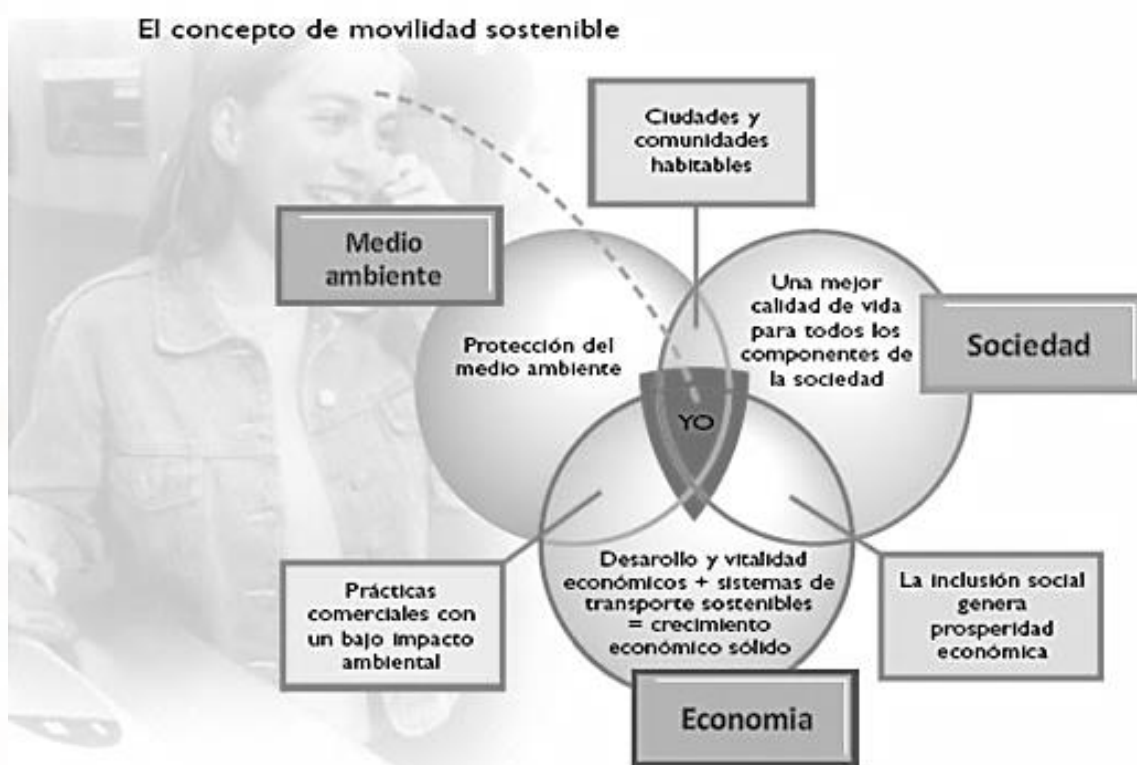 El concepto de movilidad sostenible
Ciudades y
comunidades
habitables
Medio
ambiente
Una mejor
calidad de vida
para todos los
componentes de
la sociedad
Sociedad
Protección del
medio ambiente
YO
Prácticas
comerciales con
un bajo impacto
ambiental
Desarollo y vitalidad
económicos + sistemas de
transporte sostenibles
= crecimiento
económico sólido
La inclusión social
genera
prosperidad
económica
Economia